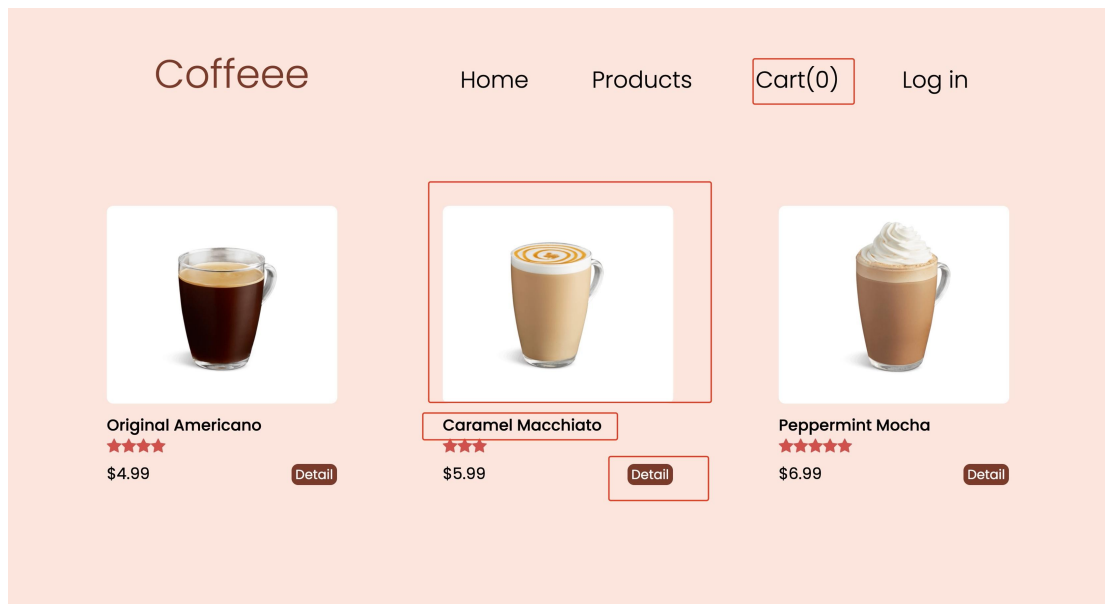 Coffeee
Home Products Cart(0) Log in
Original Americano
$4.99 Detail
Caramel Macchiato
$5.99 Detail
Peppermint Mocha
$6.99 Detail